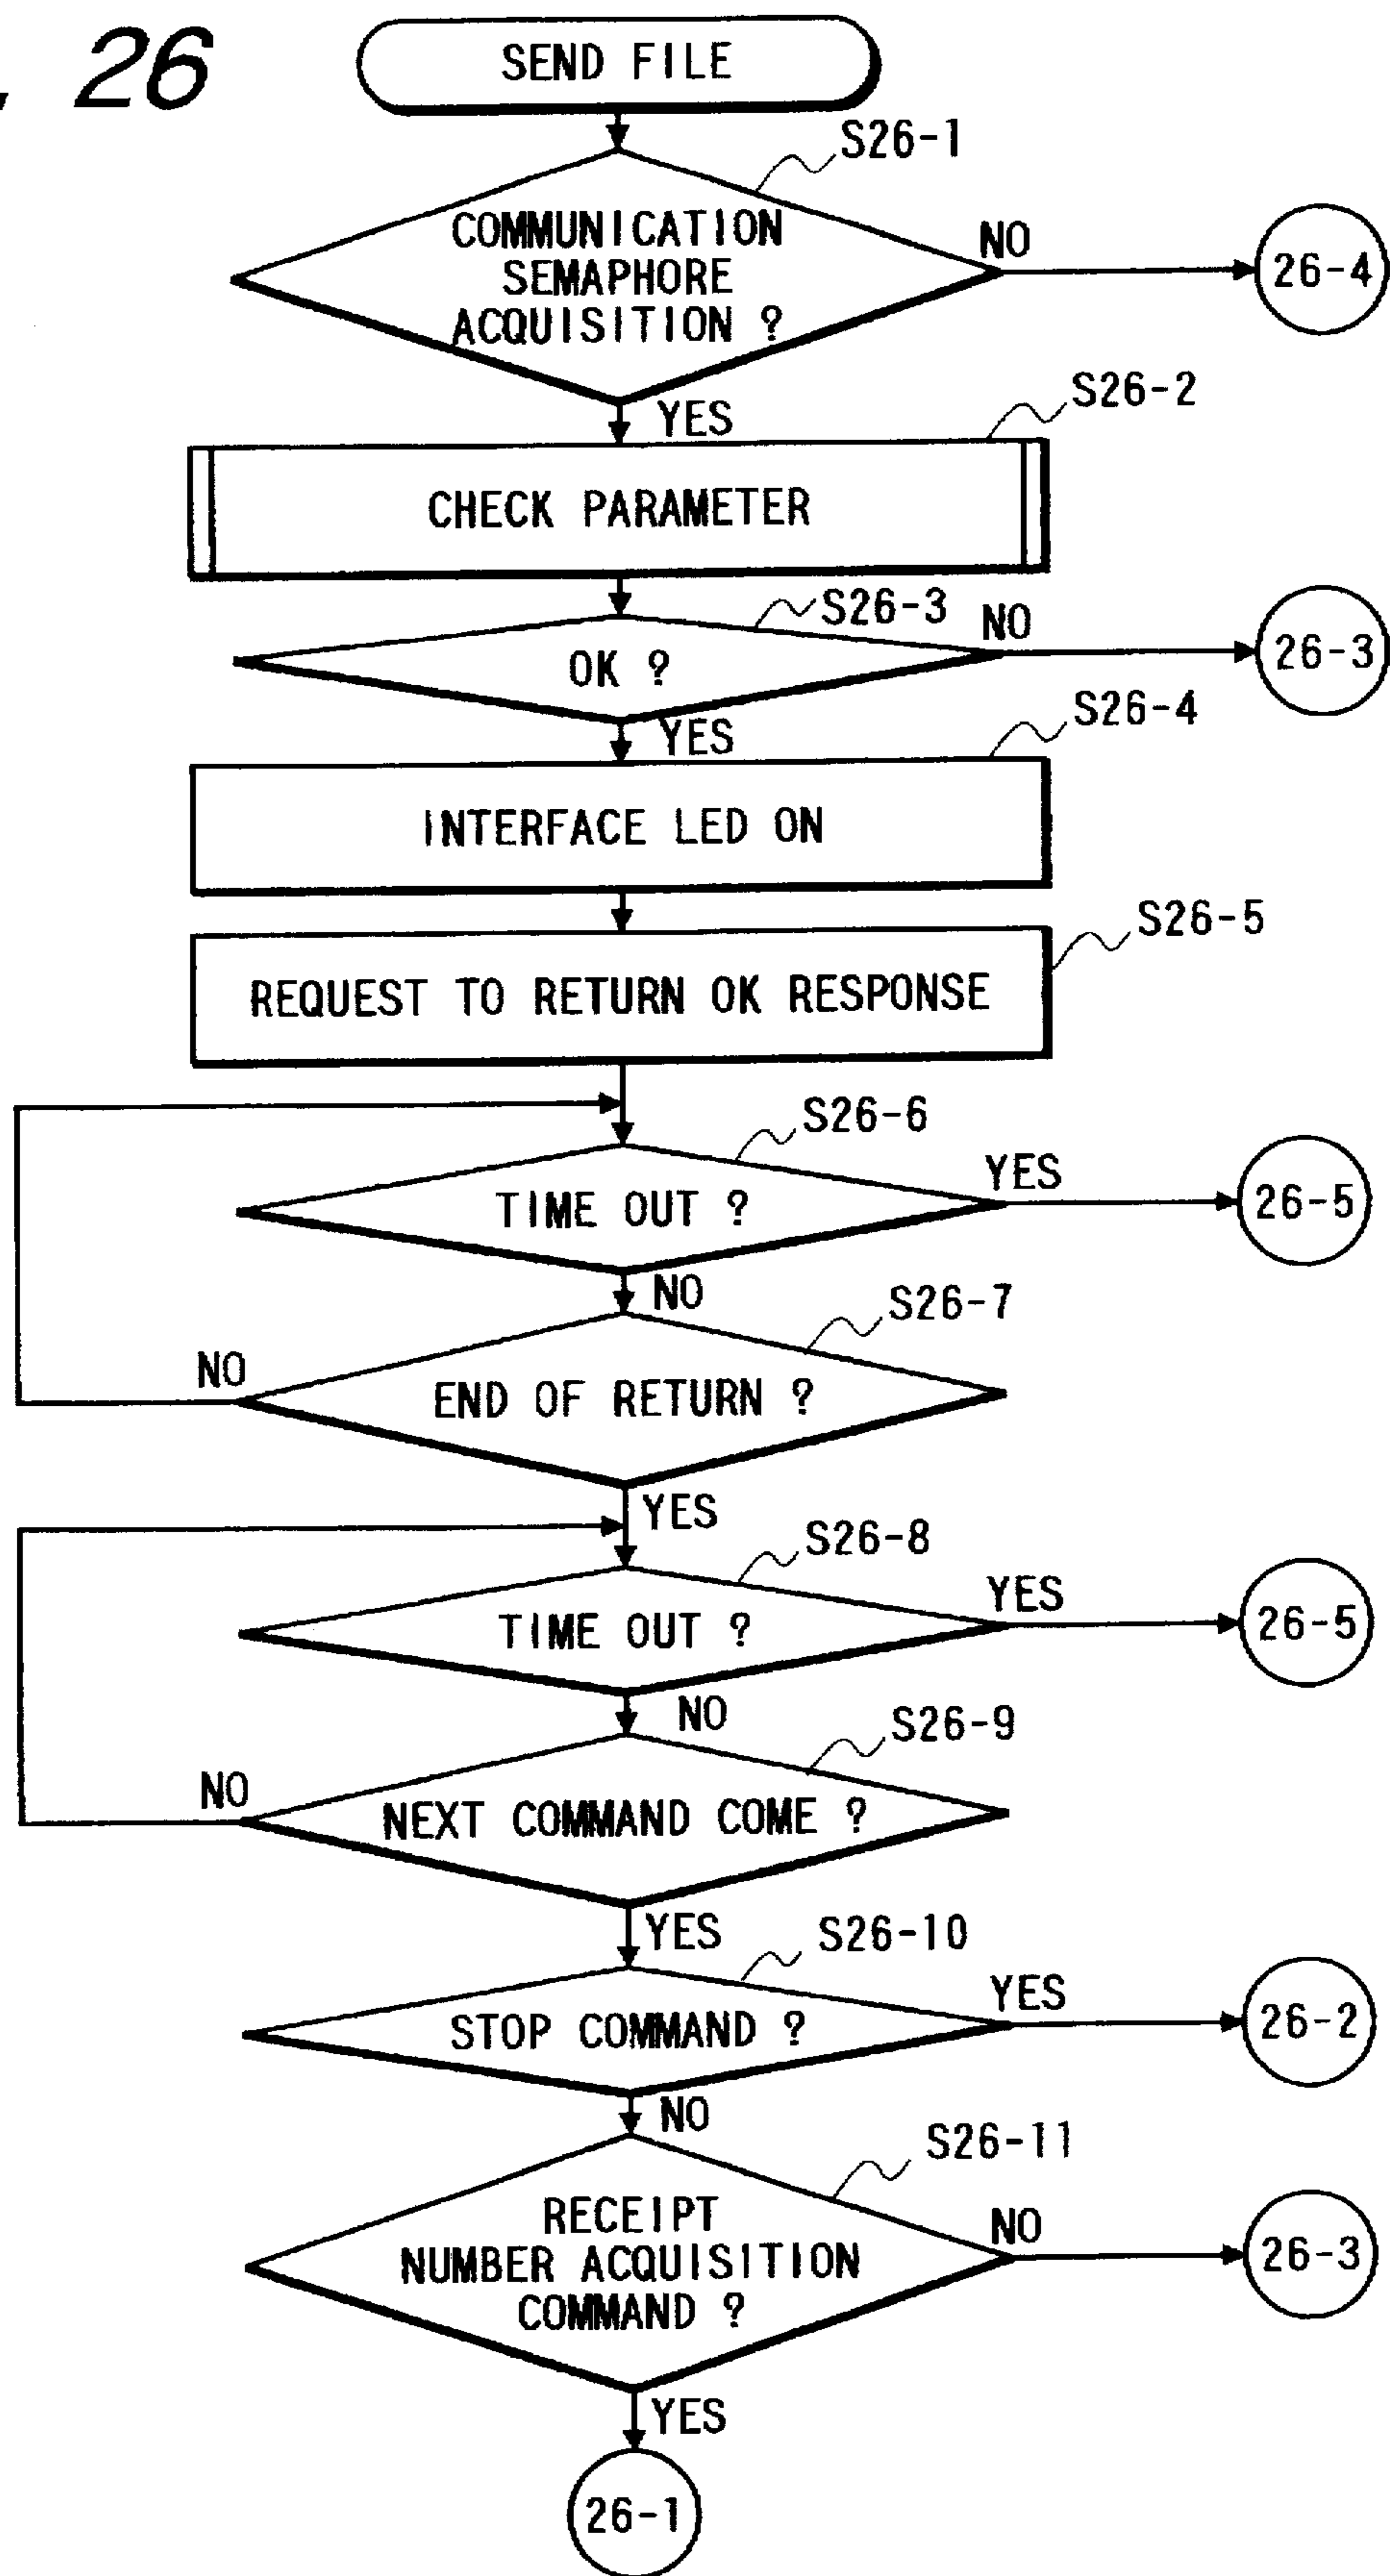 . 26
SEND FILE
S26-1
COMMUNICATION
SEMAPHORE
ACQUISITION ?
NO
26-4
YES
S26-2
CHECK PARAMETER
S26-3
NO
OK ?
26-3
YES
S26-4
INTERFACE LED ON
S26-5
REQUEST TO RETURN OK RESPONSE
S26-6
YES
TIME OUT ?
26-5
NO
S26-7
NO
END OF RETURN ?
YES
S26-8
YES
TIME OUT ?
26-5
NO
S26-9
NO
NEXT COMMAND COME ?
YES
S26-10
YES
STOP COMMAND ?
26-2
NO
S26-11
RECEIPT
NUMBER ACQUISITION
COMMAND ?
NO
26-3
YES
26-1